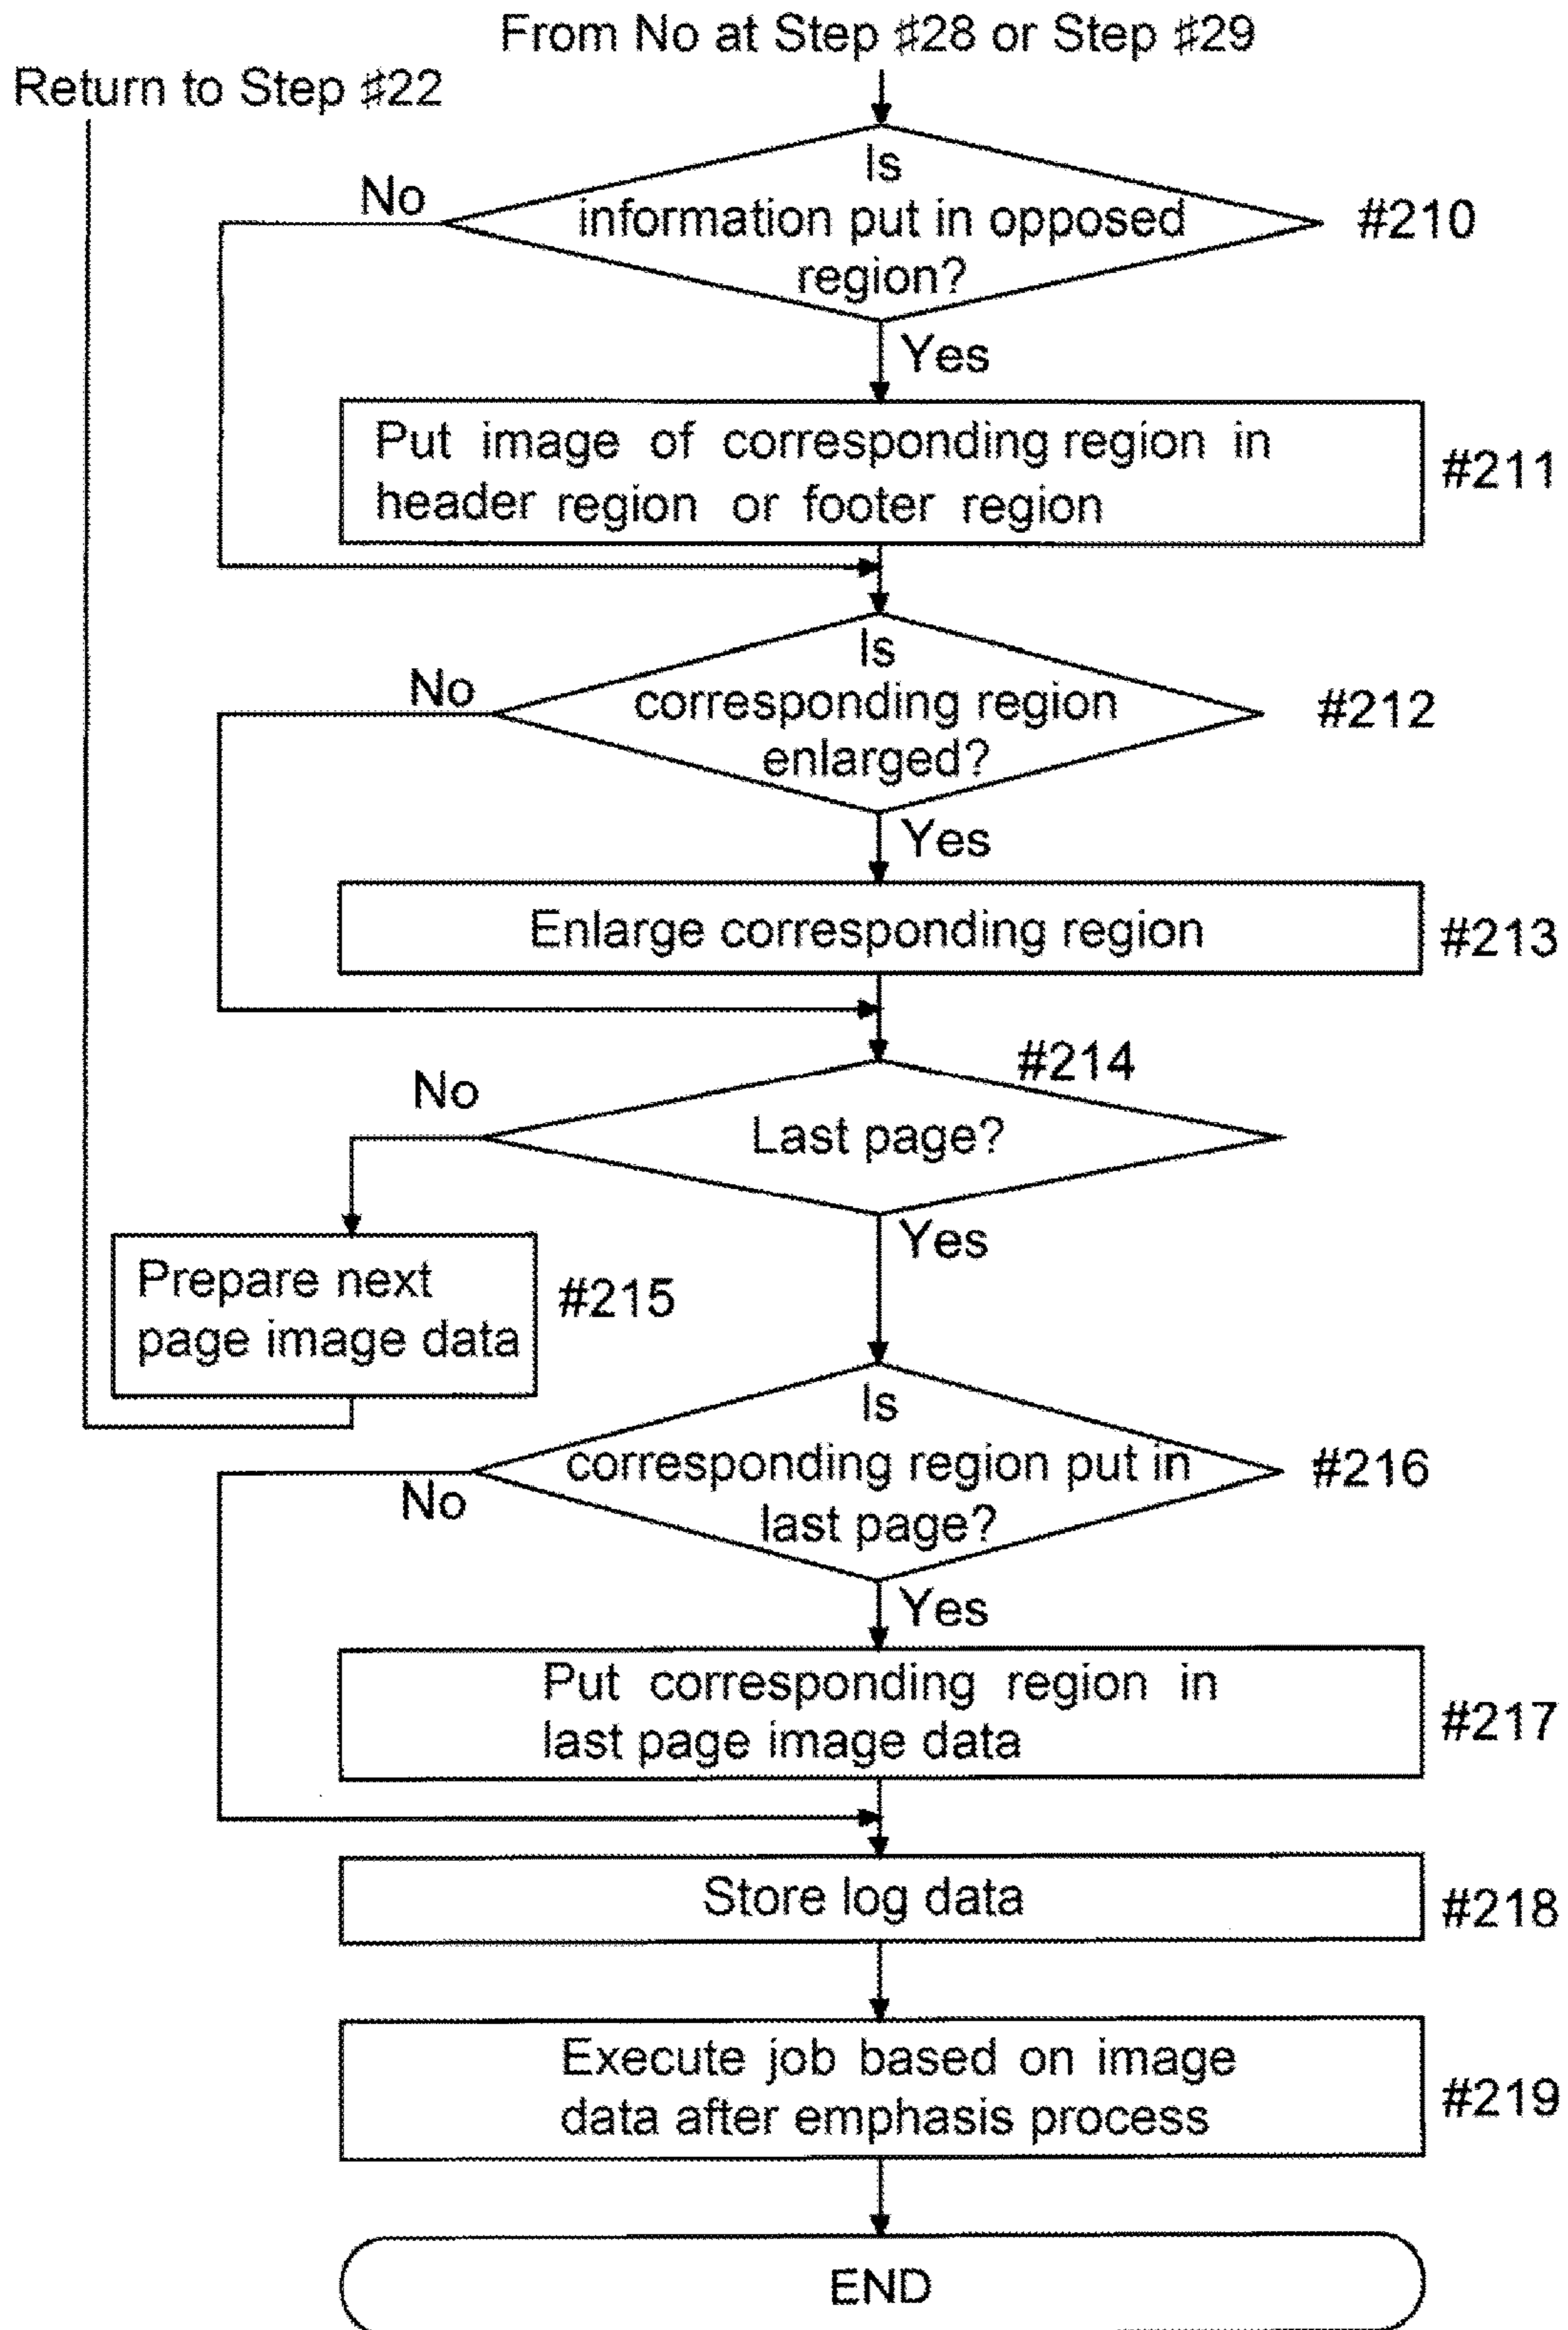 From No at Step ♯28 or Step ♯29
Return to Step ♯22
Is
information put in opposed
region?
No
#210
Yes
Put image of corresponding region in
header region or footer region
#211
Is
corresponding region
enlarged?
No
#212
Yes
Enlarge corresponding region
#213
#214
Last page?
No
Yes
Prepare next
page image data
#215
Is
corresponding region put in
last page?
No
#216
Yes
Put corresponding region in
last page image data
#217
Store log data
#218
Execute job based on image
data after emphasis process
#219
END